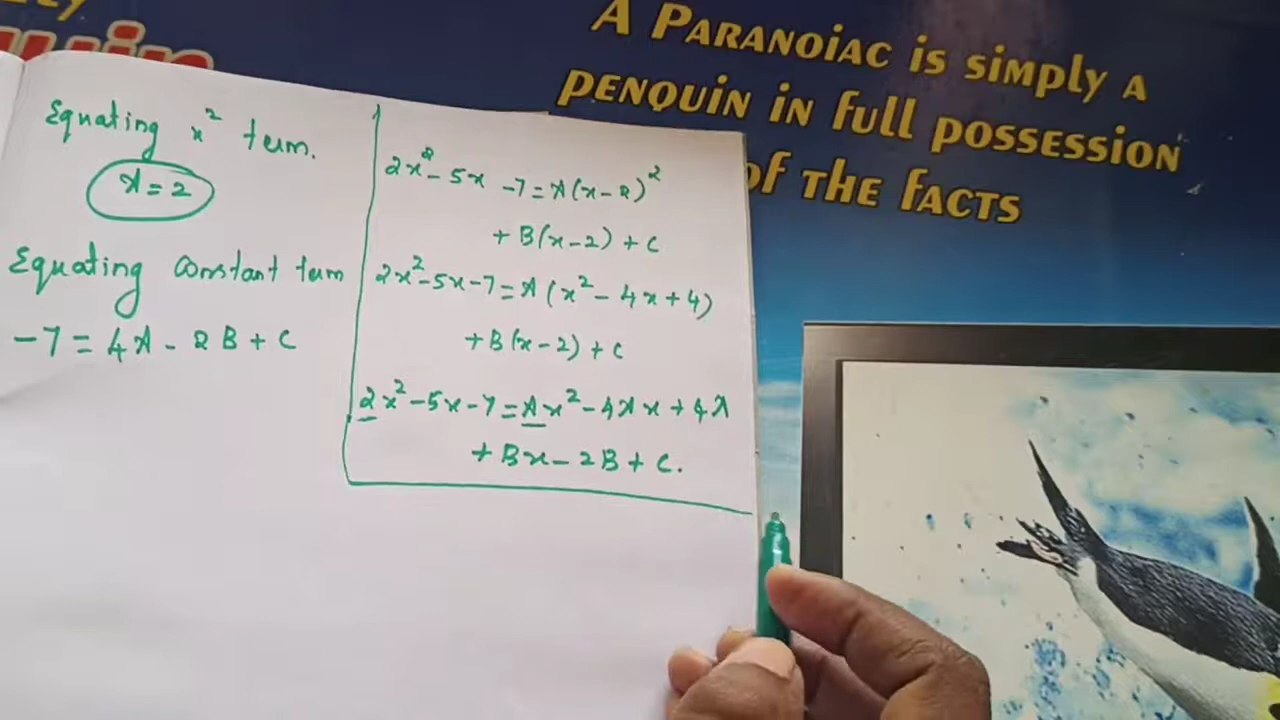 A PARANOIAC is simply A
PENQUIN IN full POSSESSION
of THE FACTS
Equating x² term.
A = 2
Equating constant term
-7 = 4A - 2B + C
2x² - 5x - 7 = A(x-2)²
+ B(x-2) + C
2x² - 5x - 7 = A(x² - 4x + 4)
+ B(x-2) + C
2x² - 5x - 7 = Ax² - 4Ax + 4A
+ Bx - 2B + C.